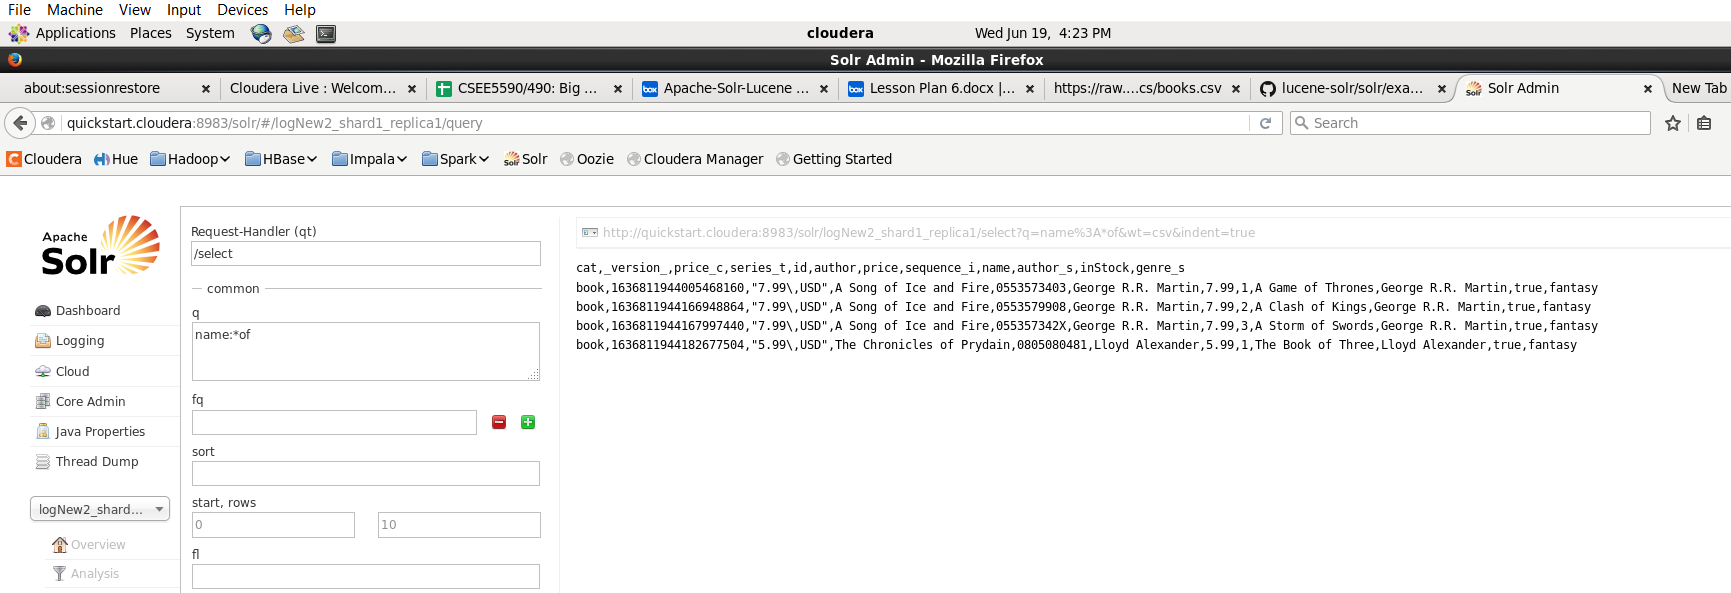 File Machine View Input Devices Help
Applications Places System cloudera Wed Jun 19, 4:23 PM
Solr Admin - Mozilla Firefox
about:sessionrestore Cloudera Live : Welcom... CSEE5590/490: Big ... Apache-Solr-Lucene ... Lesson Plan 6.docx |... https://raw....cs/books.csv lucene-solr/solr/exa... Solr Admin New Tab
quickstart.cloudera:8983/solr/#/logNew2_shard1_replica1/query Search
Cloudera Hue Hadoop HBase Impala Spark Solr Oozie Cloudera Manager Getting Started
Apache
Solr
Dashboard
Logging
Cloud
Core Admin
Java Properties
Thread Dump
logNew2_shard...
Overview
Analysis
Request-Handler (qt)
/select
common
q
name:*of
fq
sort
start, rows
0 10
fl
http://quickstart.cloudera:8983/solr/logNew2_shard1_replica1/select?q=name%3A*of&wt=csv&indent=true
cat,_version_,price_c,series_t,id,author,price,sequence_i,name,author_s,inStock,genre_s
book,1636811944005468160,"7.99\,USD",A Song of Ice and Fire,0553573403,George R.R. Martin,7.99,1,A Game of Thrones,George R.R. Martin,true,fantasy
book,1636811944166948864,"7.99\,USD",A Song of Ice and Fire,0553579908,George R.R. Martin,7.99,2,A Clash of Kings,George R.R. Martin,true,fantasy
book,1636811944167997440,"7.99\,USD",A Song of Ice and Fire,055357342X,George R.R. Martin,7.99,3,A Storm of Swords,George R.R. Martin,true,fantasy
book,1636811944182677504,"5.99\,USD",The Chronicles of Prydain,0805080481,Lloyd Alexander,5.99,1,The Book of Three,Lloyd Alexander,true,fantasy